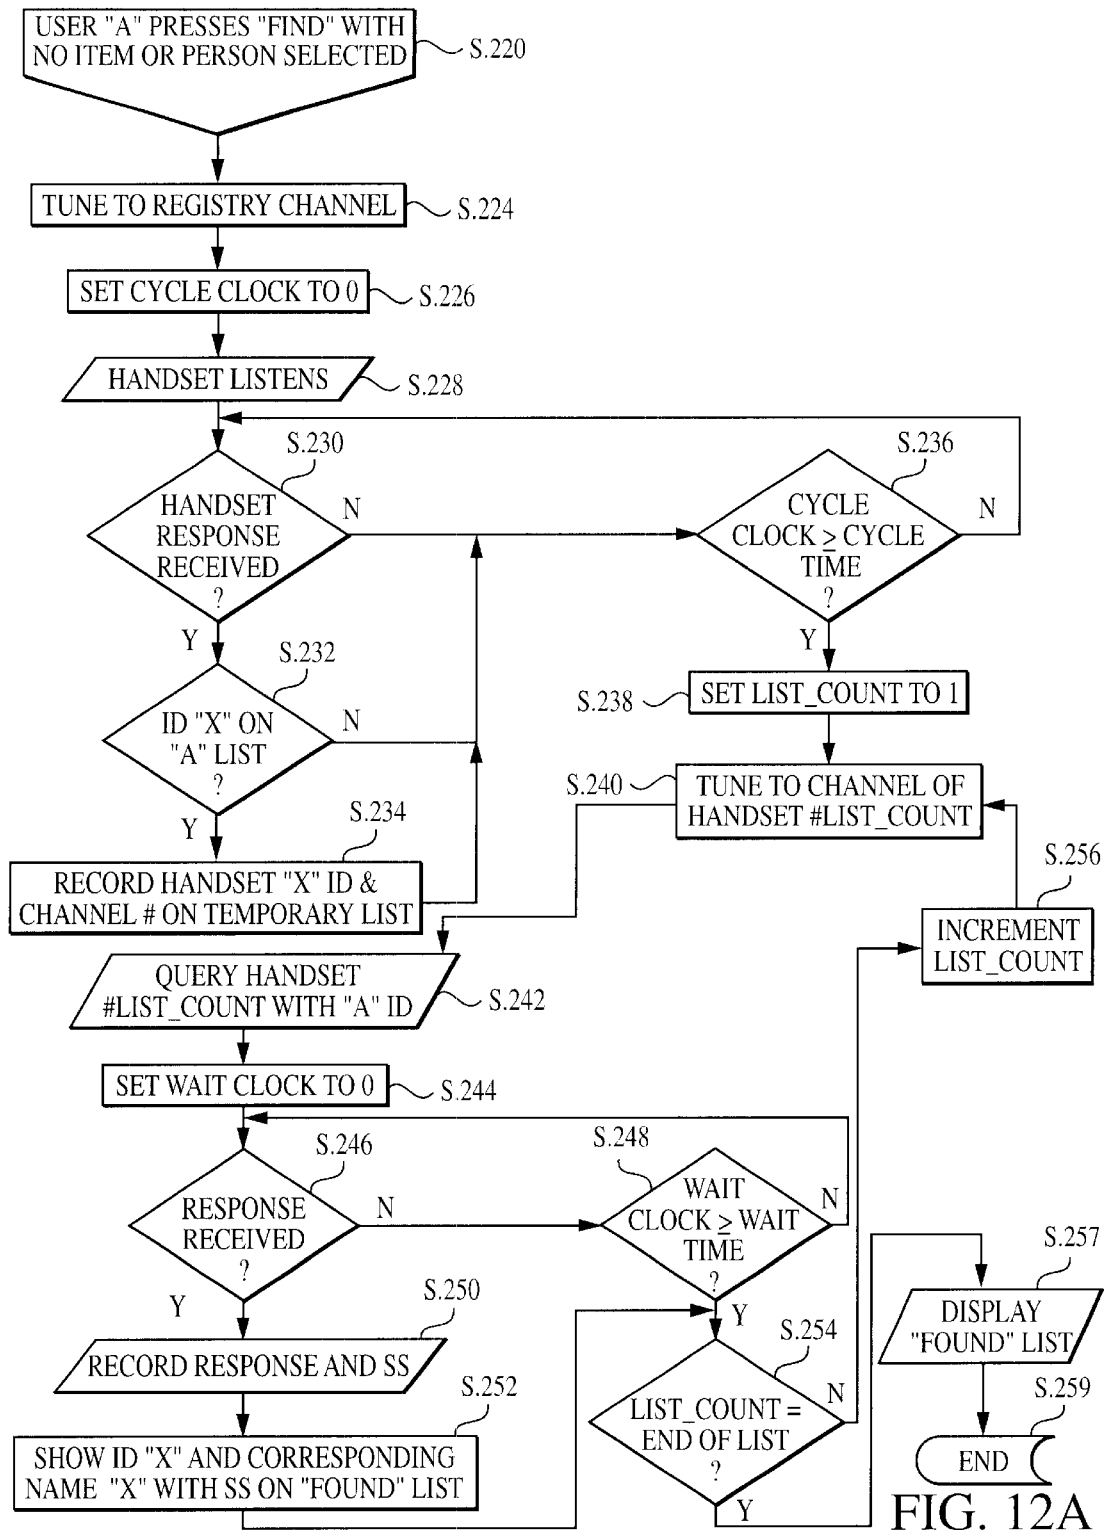 USER "A" PRESSES "FIND" WITH
NO ITEM OR PERSON SELECTED
S.220
TUNE TO REGISTRY CHANNEL
S.224
SET CYCLE CLOCK TO 0
S.226
HANDSET LISTENS
S.228
S.230
HANDSET
RESPONSE
RECEIVED
?
N
Y
S.236
CYCLE
CLOCK ≥ CYCLE
TIME
?
N
Y
S.232
ID "X" ON
"A" LIST
?
N
Y
S.238
SET LIST_COUNT TO 1
S.240
TUNE TO CHANNEL OF
HANDSET #LIST_COUNT
S.234
RECORD HANDSET "X" ID &
CHANNEL # ON TEMPORARY LIST
S.256
INCREMENT
LIST_COUNT
QUERY HANDSET
#LIST_COUNT WITH "A" ID
S.242
SET WAIT CLOCK TO 0
S.244
S.246
RESPONSE
RECEIVED
?
N
Y
S.248
WAIT
CLOCK ≥ WAIT
TIME
?
N
Y
S.250
RECORD RESPONSE AND SS
S.252
SHOW ID "X" AND CORRESPONDING
NAME "X" WITH SS ON "FOUND" LIST
S.254
LIST_COUNT =
END OF LIST
?
N
Y
S.257
DISPLAY
"FOUND" LIST
S.259
END
FIG. 12A